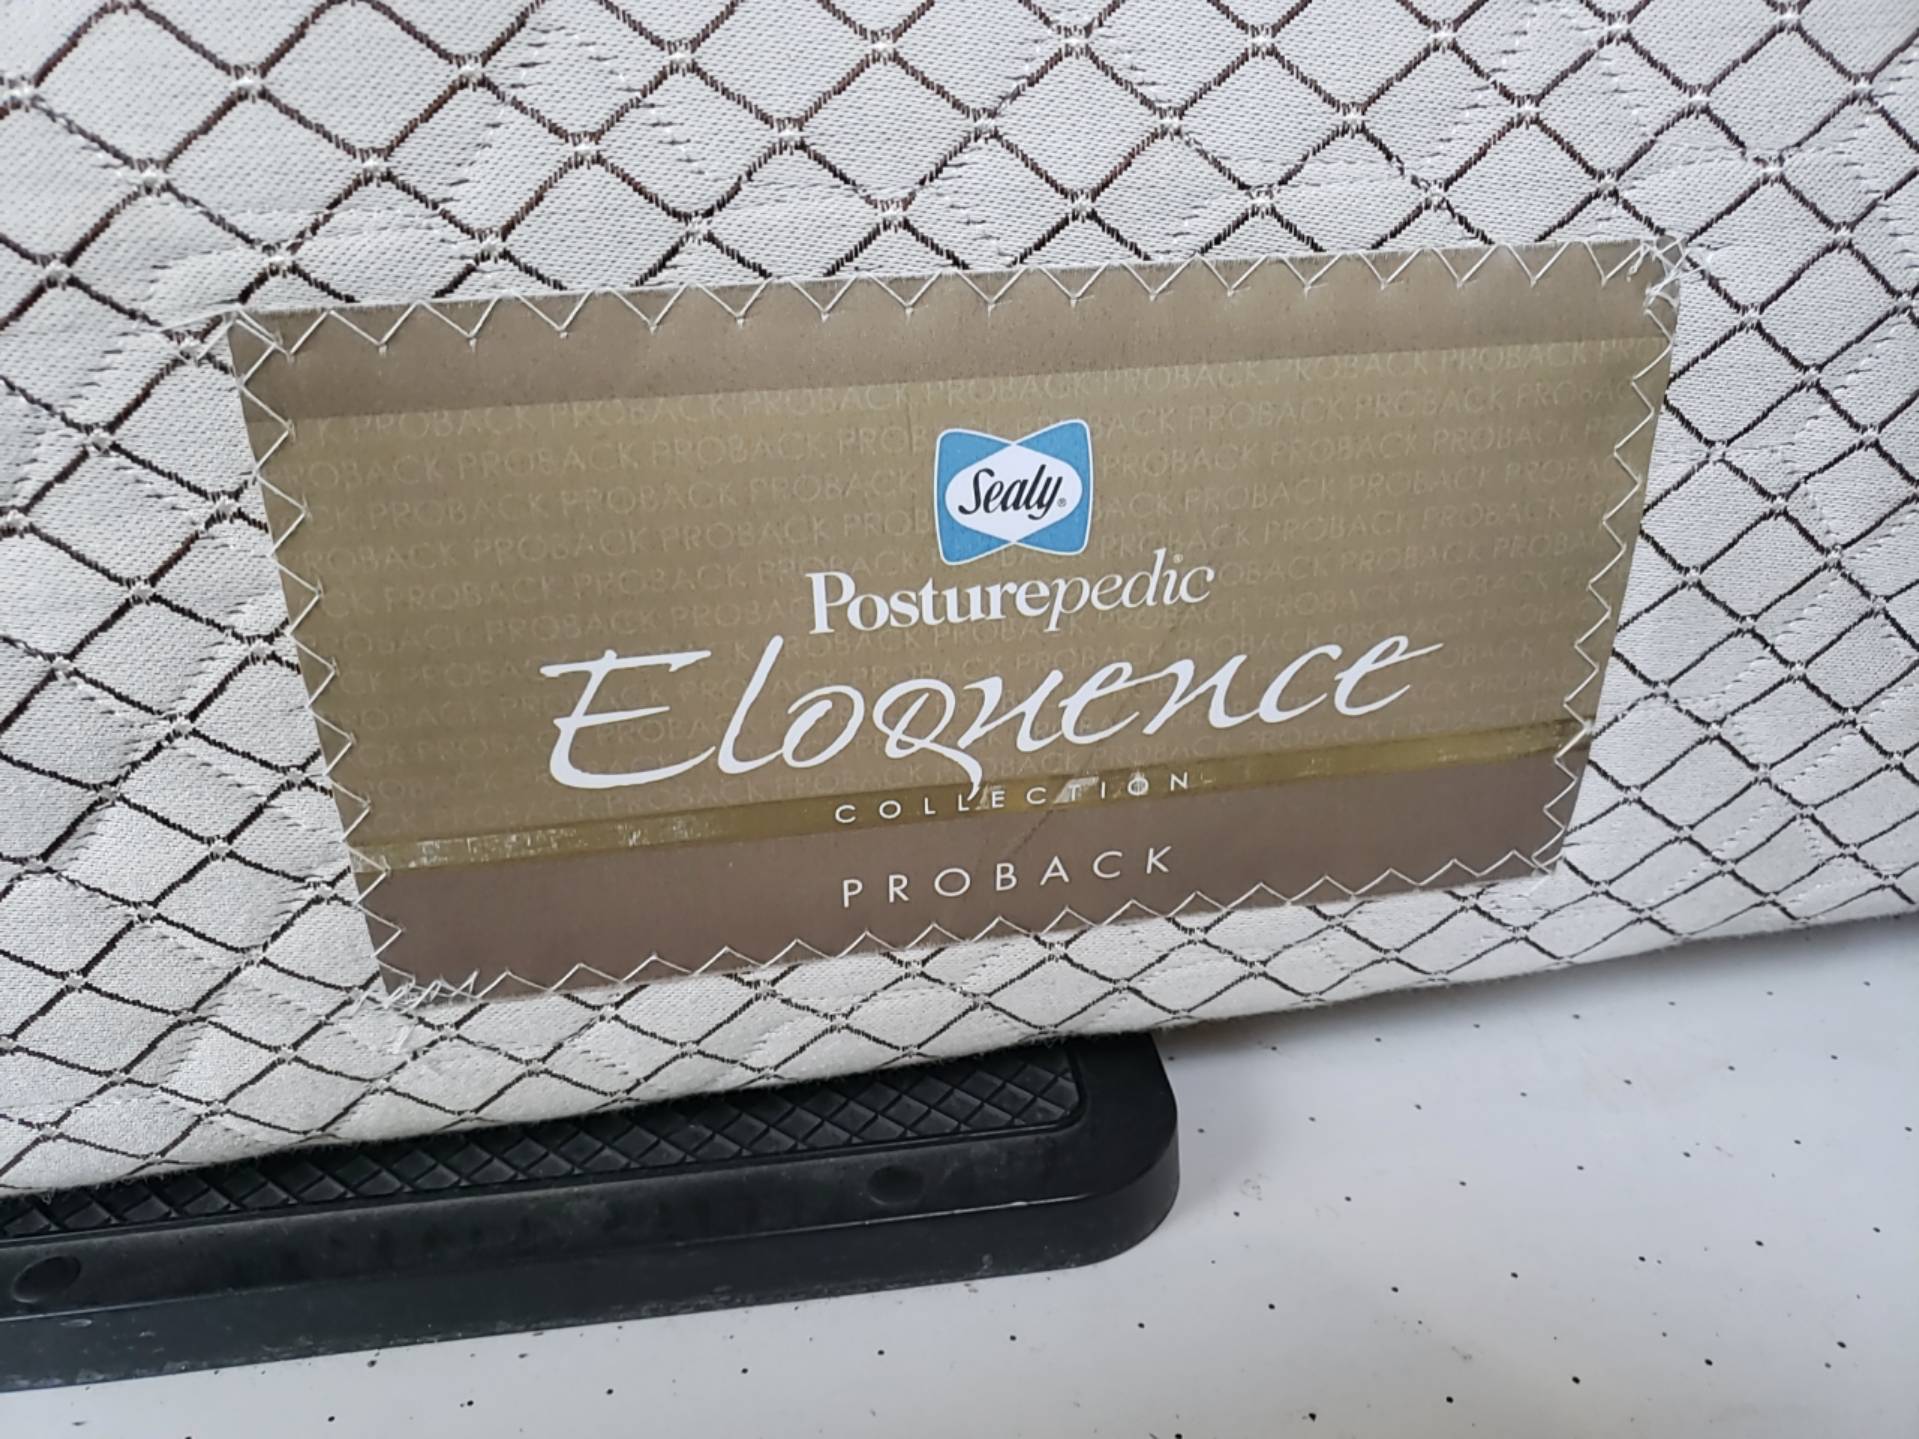 Sealy®
Posturepedic®
Eloquence
COLLECTION
PROBACK